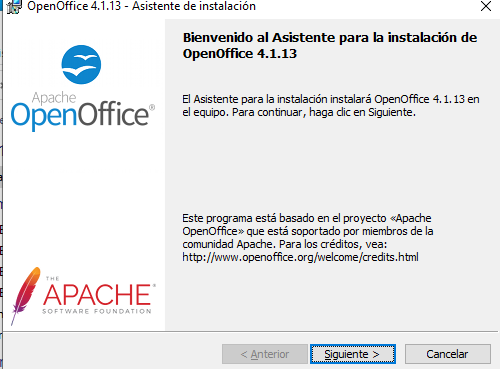 OpenOffice 4.1.13 - Asistente de instalación
Bienvenido al Asistente para la instalación de
OpenOffice 4.1.13
Apache
OpenOffice®
El Asistente para la instalación instalará OpenOffice 4.1.13 en
el equipo. Para continuar, haga clic en Siguiente.
Este programa está basado en el proyecto «Apache
OpenOffice» que está soportado por miembros de la
comunidad Apache. Para los créditos, vea:
http://www.openoffice.org/welcome/credits.html
THE
APACHE®
SOFTWARE FOUNDATION
< Anterior
Siguiente >
Cancelar